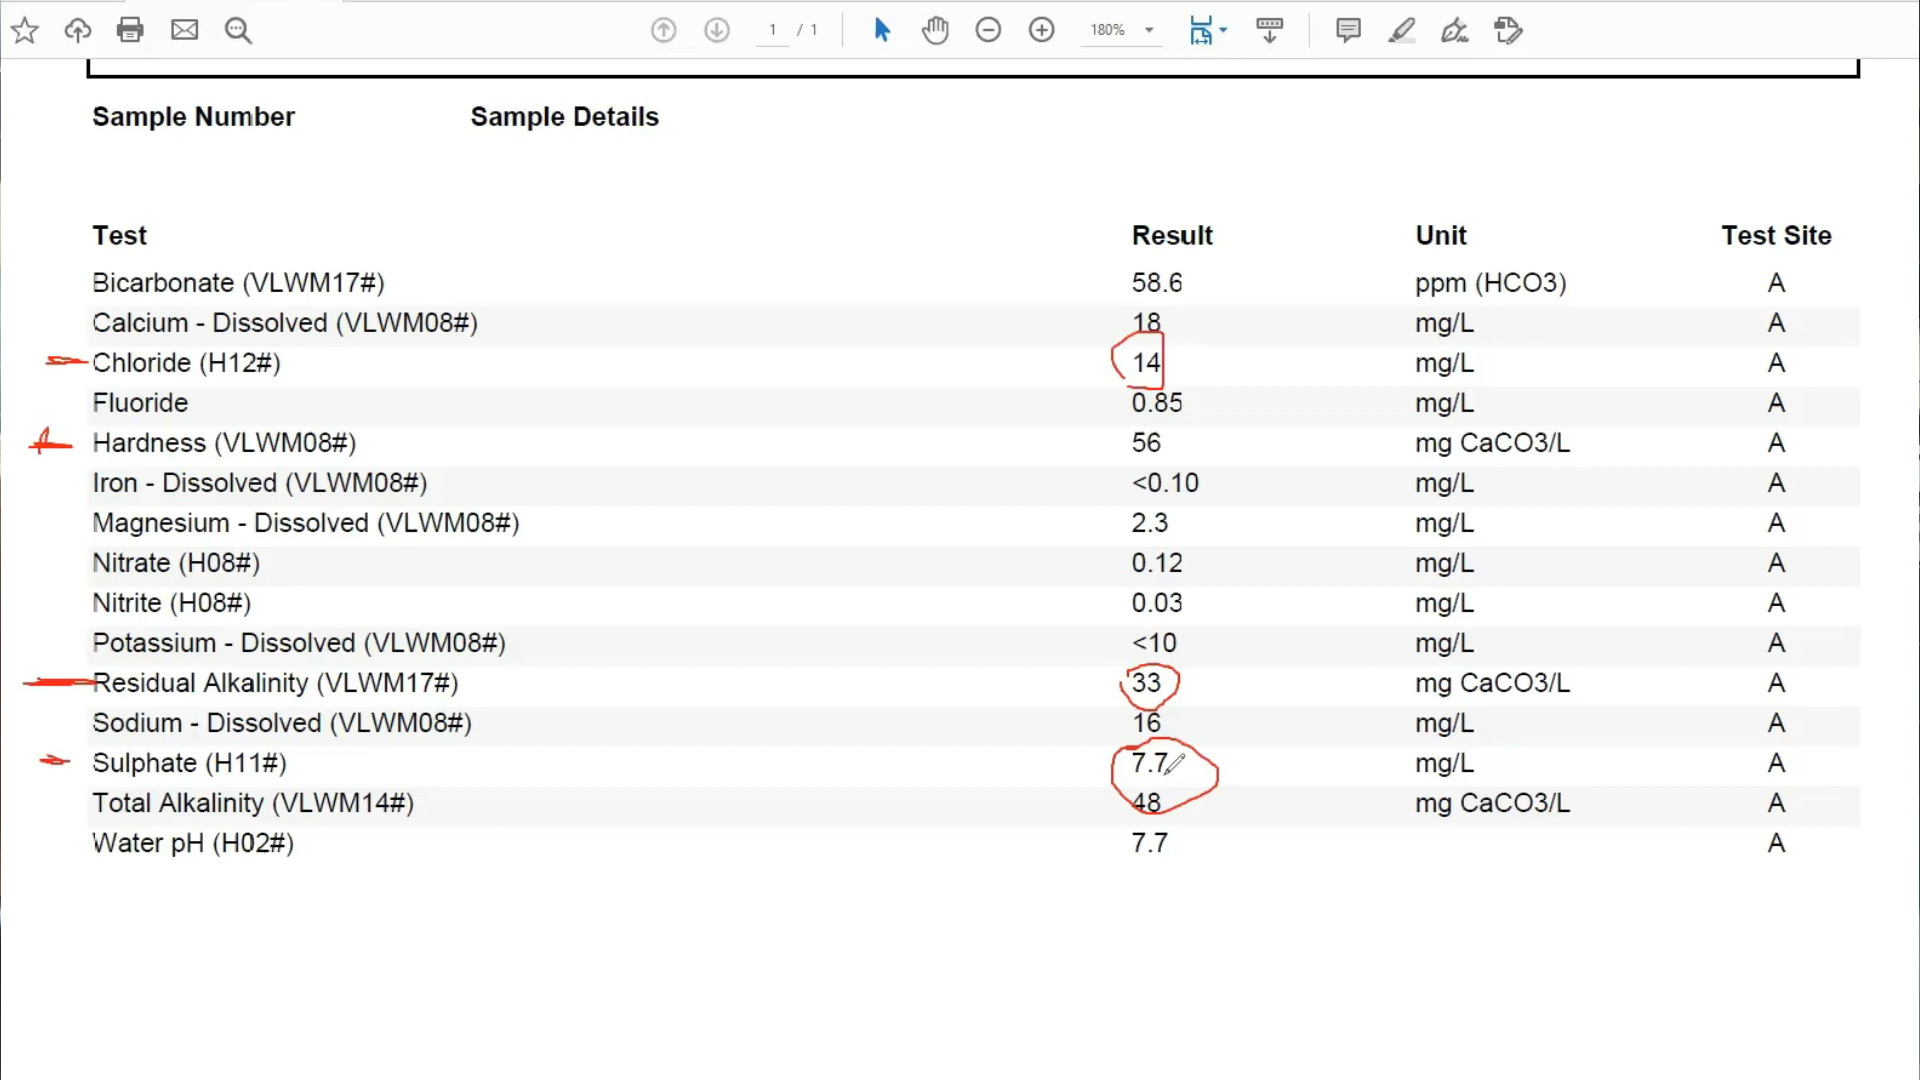 1 / 1 180%
Sample Number Sample Details
Test Result Unit Test Site
Bicarbonate (VLWM17#) 58.6 ppm (HCO3) A
Calcium - Dissolved (VLWM08#) 18 mg/L A
Chloride (H12#) 14 mg/L A
Fluoride 0.85 mg/L A
Hardness (VLWM08#) 56 mg CaCO3/L A
Iron - Dissolved (VLWM08#) <0.10 mg/L A
Magnesium - Dissolved (VLWM08#) 2.3 mg/L A
Nitrate (H08#) 0.12 mg/L A
Nitrite (H08#) 0.03 mg/L A
Potassium - Dissolved (VLWM08#) <10 mg/L A
Residual Alkalinity (VLWM17#) 33 mg CaCO3/L A
Sodium - Dissolved (VLWM08#) 16 mg/L A
Sulphate (H11#) 7.7 mg/L A
Total Alkalinity (VLWM14#) 48 mg CaCO3/L A
Water pH (H02#) 7.7 A